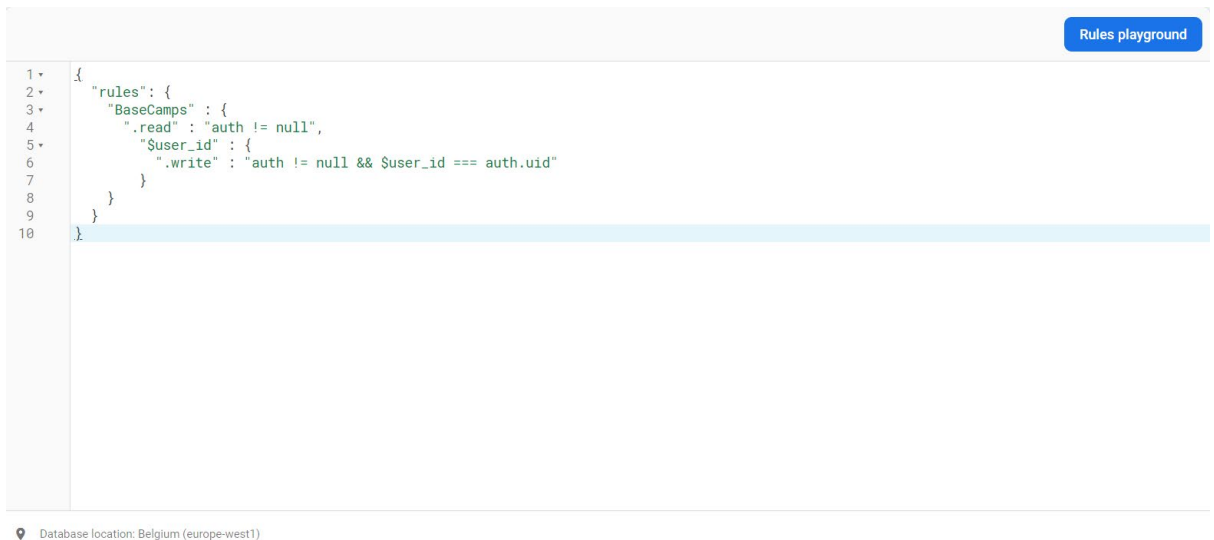 Rules playground
1 {
2 "rules": {
3 "BaseCamps" : {
4 ".read" : "auth != null",
5 "$user_id" : {
6 ".write" : "auth != null && $user_id === auth.uid"
7 }
8 }
9 }
10 }
Database location: Belgium (europe-west1)